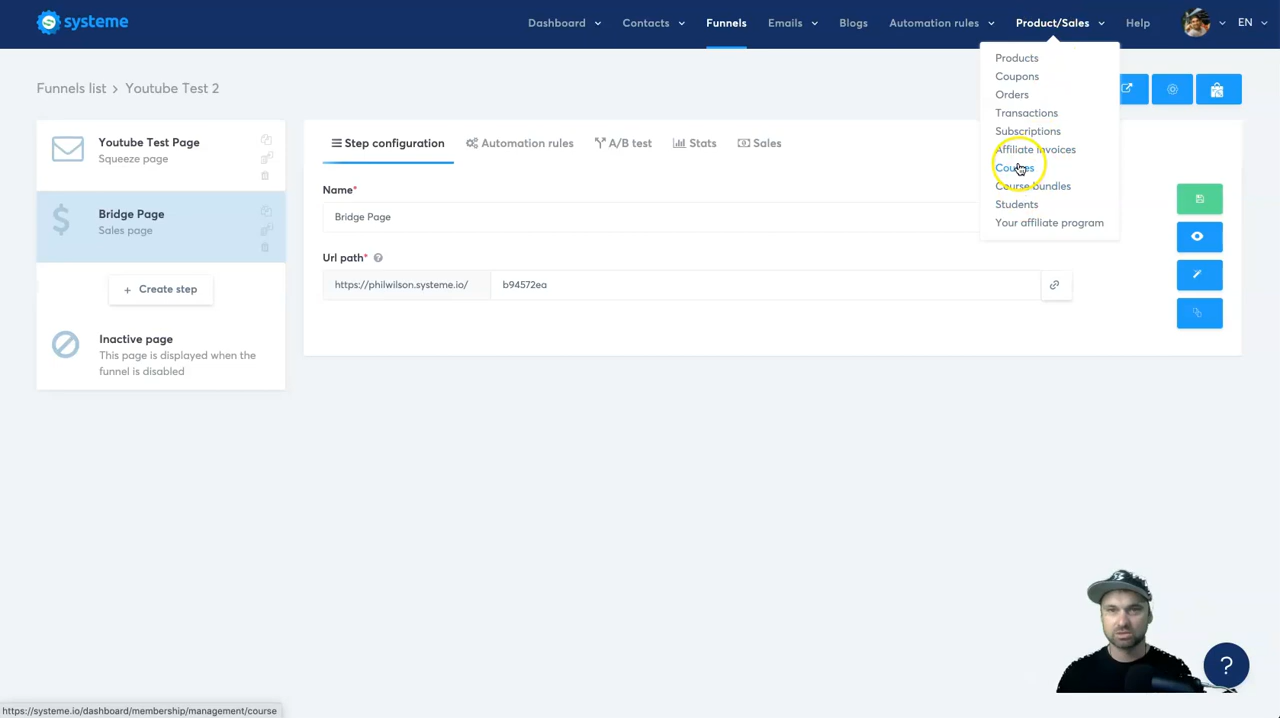 systeme
Dashboard
Contacts
Funnels
Emails
Blogs
Automation rules
Product/Sales
Help
EN
Products
Coupons
Orders
Transactions
Subscriptions
Affiliate invoices
Courses
Course bundles
Students
Your affiliate program
Funnels list > Youtube Test 2
Youtube Test Page
Squeeze page
Bridge Page
Sales page
+ Create step
Inactive page
This page is displayed when the
funnel is disabled
Step configuration
Automation rules
A/B test
Stats
Sales
Name*
Bridge Page
Url path* ?
https://philwilson.systeme.io/
b94572ea
?
https://systeme.io/dashboard/membership/management/course